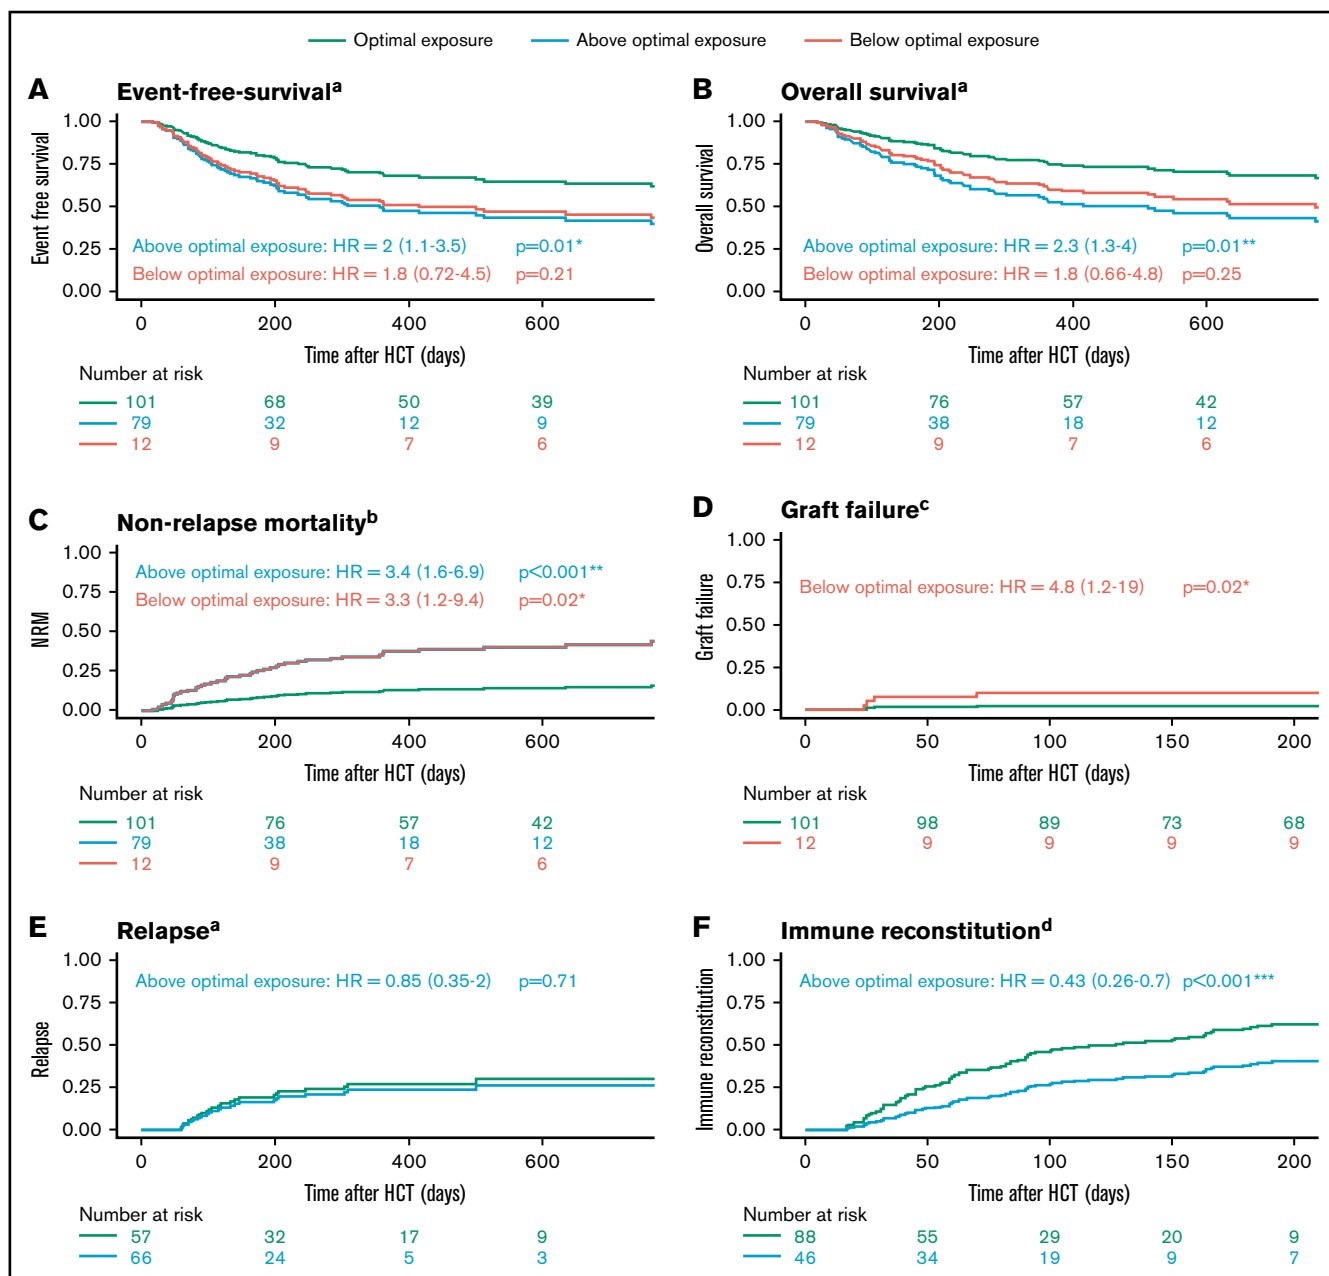 Optimal exposure Above optimal exposure Below optimal exposure
A Event-free-survival^a
Event free survival
1.00
0.75
0.50
0.25
0.00
Above optimal exposure: HR = 2 (1.1-3.5) p=0.01*
Below optimal exposure: HR = 1.8 (0.72-4.5) p=0.21
0 200 400 600
Time after HCT (days)
Number at risk
101 68 50 39
79 32 12 9
12 9 7 6
B Overall survival^a
Overall survival
1.00
0.75
0.50
0.25
0.00
Above optimal exposure: HR = 2.3 (1.3-4) p=0.01**
Below optimal exposure: HR = 1.8 (0.66-4.8) p=0.25
0 200 400 600
Time after HCT (days)
Number at risk
101 76 57 42
79 38 18 12
12 9 7 6
C Non-relapse mortality^b
NRM
1.00
0.75
0.50
0.25
0.00
Above optimal exposure: HR = 3.4 (1.6-6.9) p<0.001**
Below optimal exposure: HR = 3.3 (1.2-9.4) p=0.02*
0 200 400 600
Time after HCT (days)
Number at risk
101 76 57 42
79 38 18 12
12 9 7 6
D Graft failure^c
Graft failure
1.00
0.75
0.50
0.25
0.00
Below optimal exposure: HR = 4.8 (1.2-19) p=0.02*
0 50 100 150 200
Time after HCT (days)
Number at risk
101 98 89 73 68
12 9 9 9 9
E Relapse^a
Relapse
1.00
0.75
0.50
0.25
0.00
Above optimal exposure: HR = 0.85 (0.35-2) p=0.71
0 200 400 600
Time after HCT (days)
Number at risk
57 32 17 9
66 24 5 3
F Immune reconstitution^d
Immune reconstitution
1.00
0.75
0.50
0.25
0.00
Above optimal exposure: HR = 0.43 (0.26-0.7) p<0.001***
0 50 100 150 200
Time after HCT (days)
Number at risk
88 55 29 20 9
46 34 19 9 7